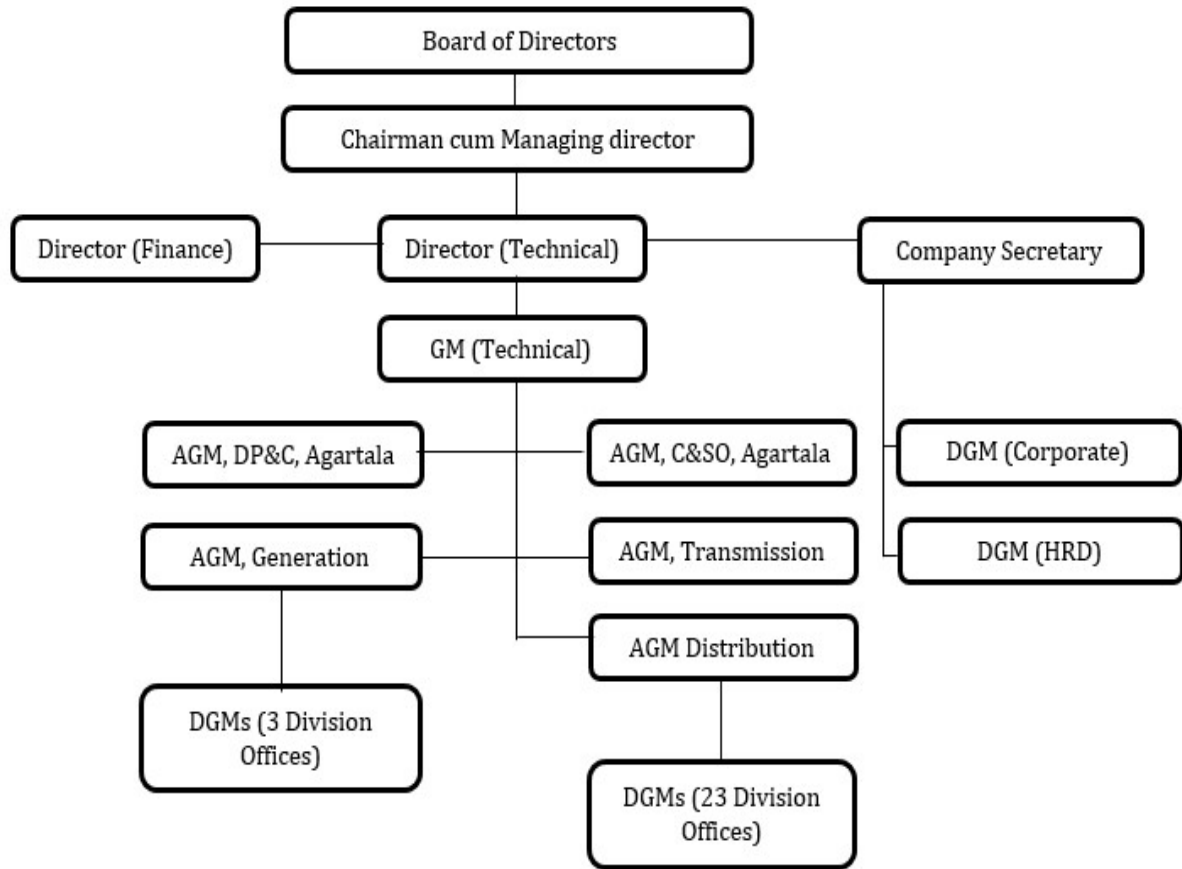 Board of Directors
Chairman cum Managing director
Director (Finance)
Director (Technical)
Company Secretary
GM (Technical)
AGM, DP&C, Agartala
AGM, C&SO, Agartala
DGM (Corporate)
AGM, Generation
AGM, Transmission
DGM (HRD)
AGM Distribution
DGMs (3 Division
Offices)
DGMs (23 Division
Offices)